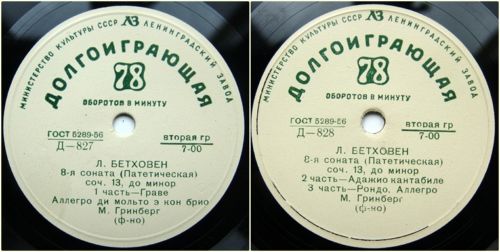 МИНИСТЕРСТВО КУЛЬТУРЫ СССР ЛЗ ЛЕНИНГРАДСКИЙ ЗАВОД
ДОЛГОИГРАЮЩАЯ
78
ОБОРОТОВ В МИНУТУ
ГОСТ 5289-56
Д—827
вторая гр
7-00
Л. БЕТХОВЕН
8-я соната (Патетическая)
соч. 13, до минор
1 часть—Граве
Аллегро ди мольто э кон брио
М. Гринберг
(ф-но)
МИНИСТЕРСТВО КУЛЬТУРЫ СССР ЛЗ ЛЕНИНГРАДСКИЙ ЗАВОД
ДОЛГОИГРАЮЩАЯ
78
ОБОРОТОВ В МИНУТУ
ГОСТ 5289-56
Д—828
вторая гр
7-00
Л. БЕТХОВЕН
8-я соната (Патетическая)
соч. 13, до минор
2 часть—Адажио кантабиле
3 часть—Рондо. Аллегро
М. Гринберг
(ф-но)